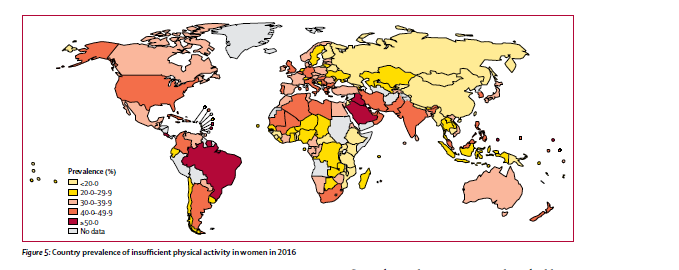 Prevalence (%)
<20·0
20·0–29·9
30·0–39·9
40·0–49·9
≥50·0
No data
Figure 5: Country prevalence of insufficient physical activity in women in 2016